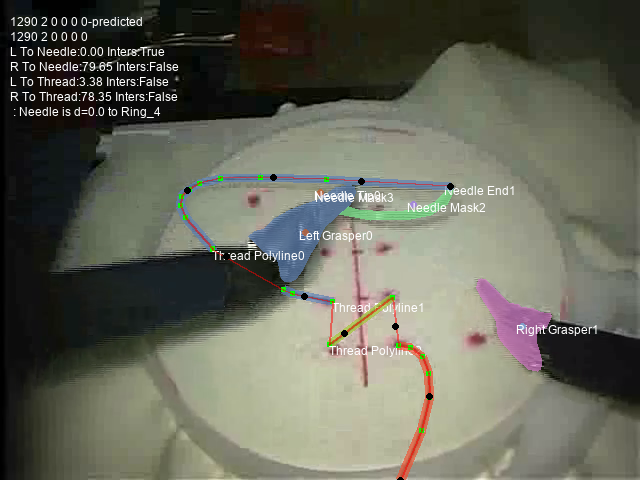 1290 2 0 0 0 0-predicted
1290 2 0 0 0 0
L To Needle:0.00 Inters:True
R To Needle:79.65 Inters:False
L To Thread:3.38 Inters:False
R To Thread:78.35 Inters:False
: Needle is d=0.0 to Ring_4
Needle End1
Needle Mask3
Needle Mask2
Left Grasper0
Thread Polyline0
Thread Polyline1
Right Grasper1
Thread